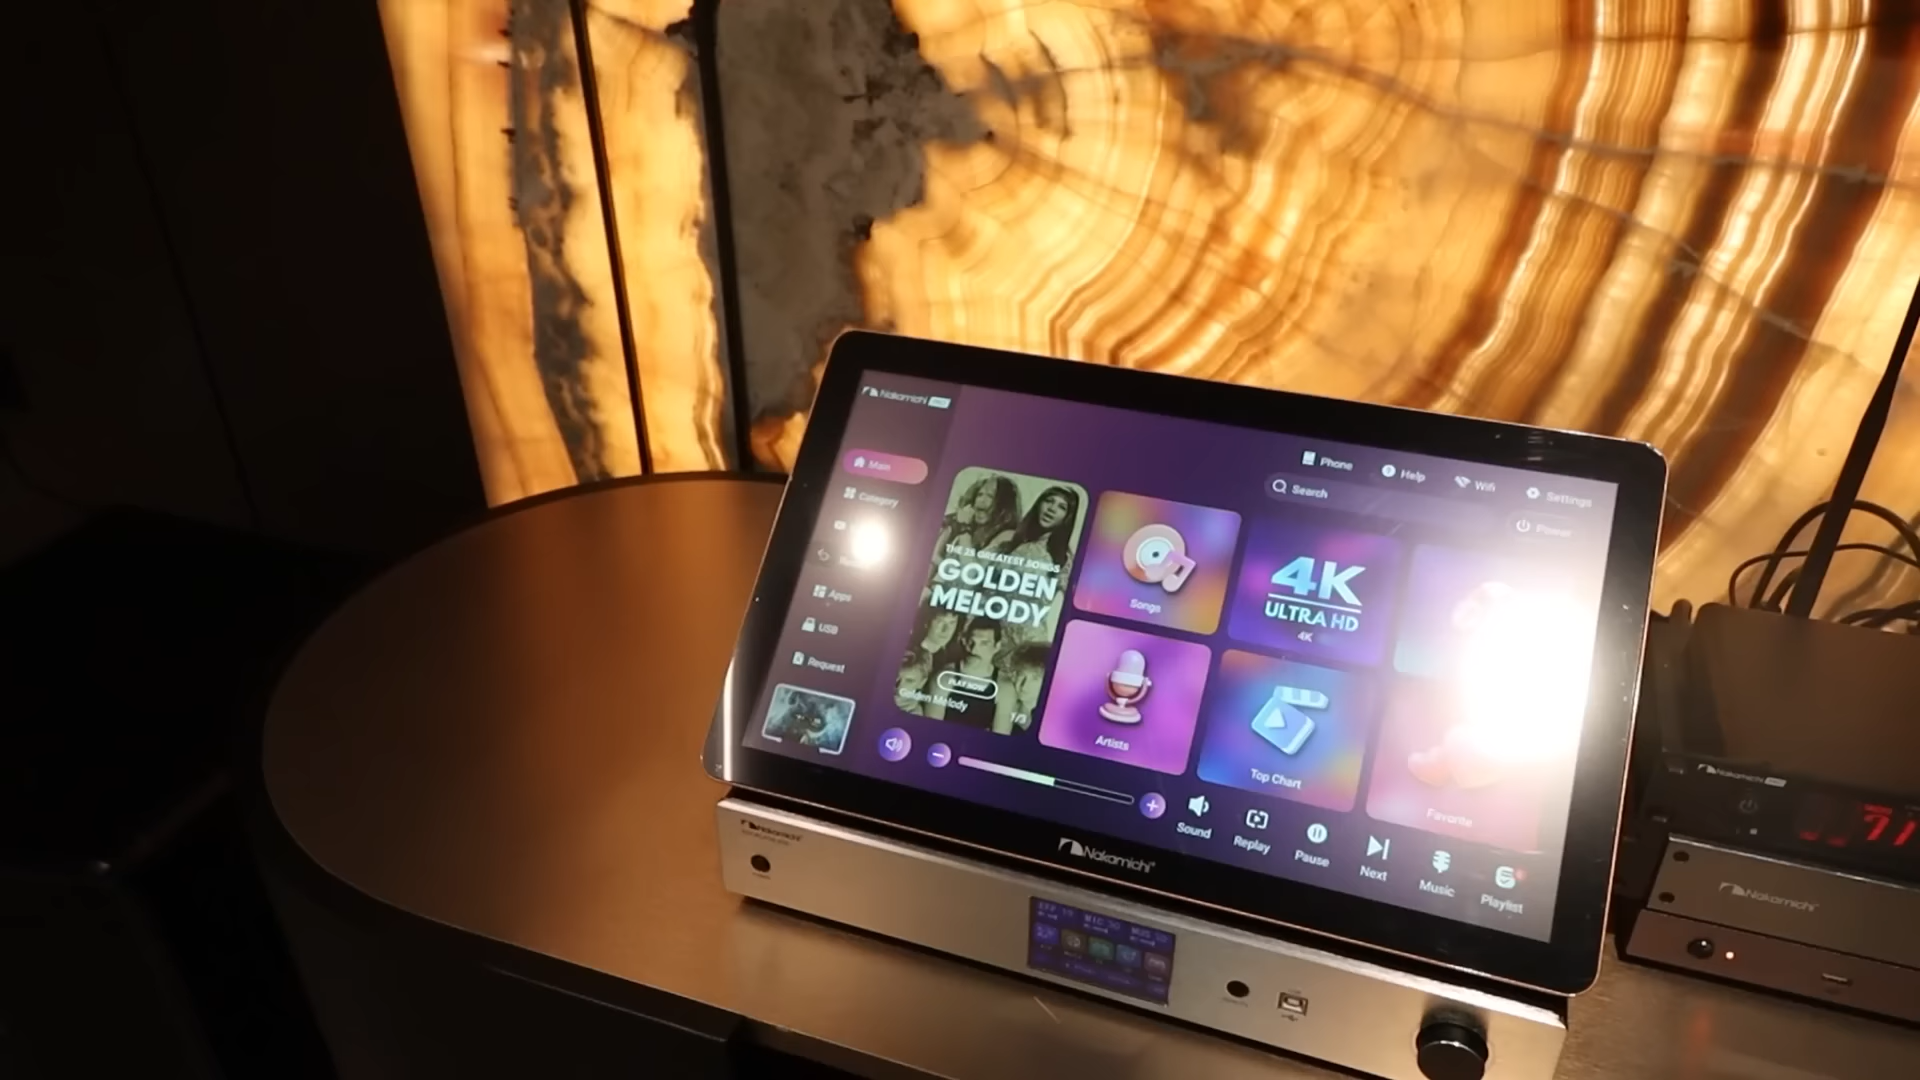 Nakamichi
Phone
Help
Wifi
Settings
Search
Power
Main
Category
Apps
USB
Request
THE 25 GREATEST SONGS
GOLDEN
MELODY
PLAY NOW
Golden Melody
1/3
Songs
4K
ULTRA HD
4K
Artists
Top Chart
Favorite
Sound
Replay
Pause
Next
Music
Playlist
Nakamichi
Nakamichi
Nakamichi
Nakamichi